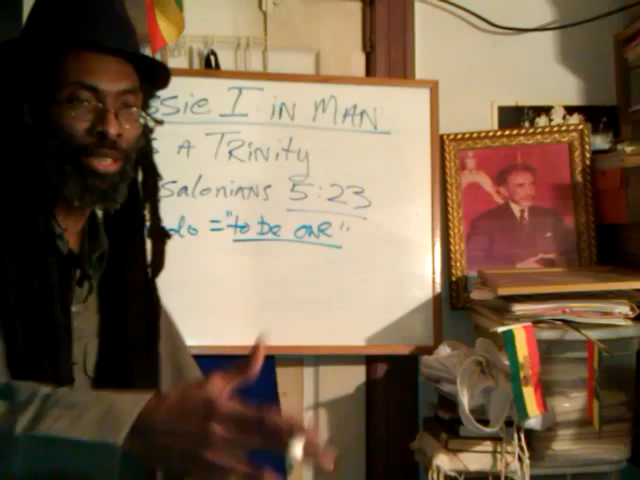 ssie I in Man
A Trinity
salonians 5:23
do = "to be one"